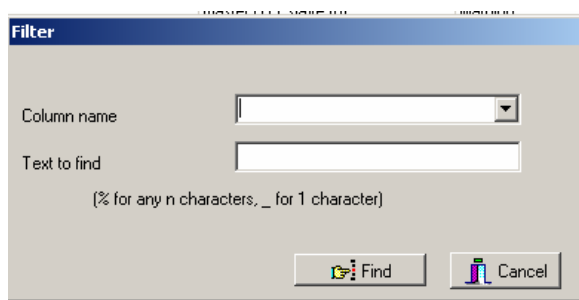 Filter
Column name
Text to find
(% for any n characters, _ for 1 character)
Find
Cancel